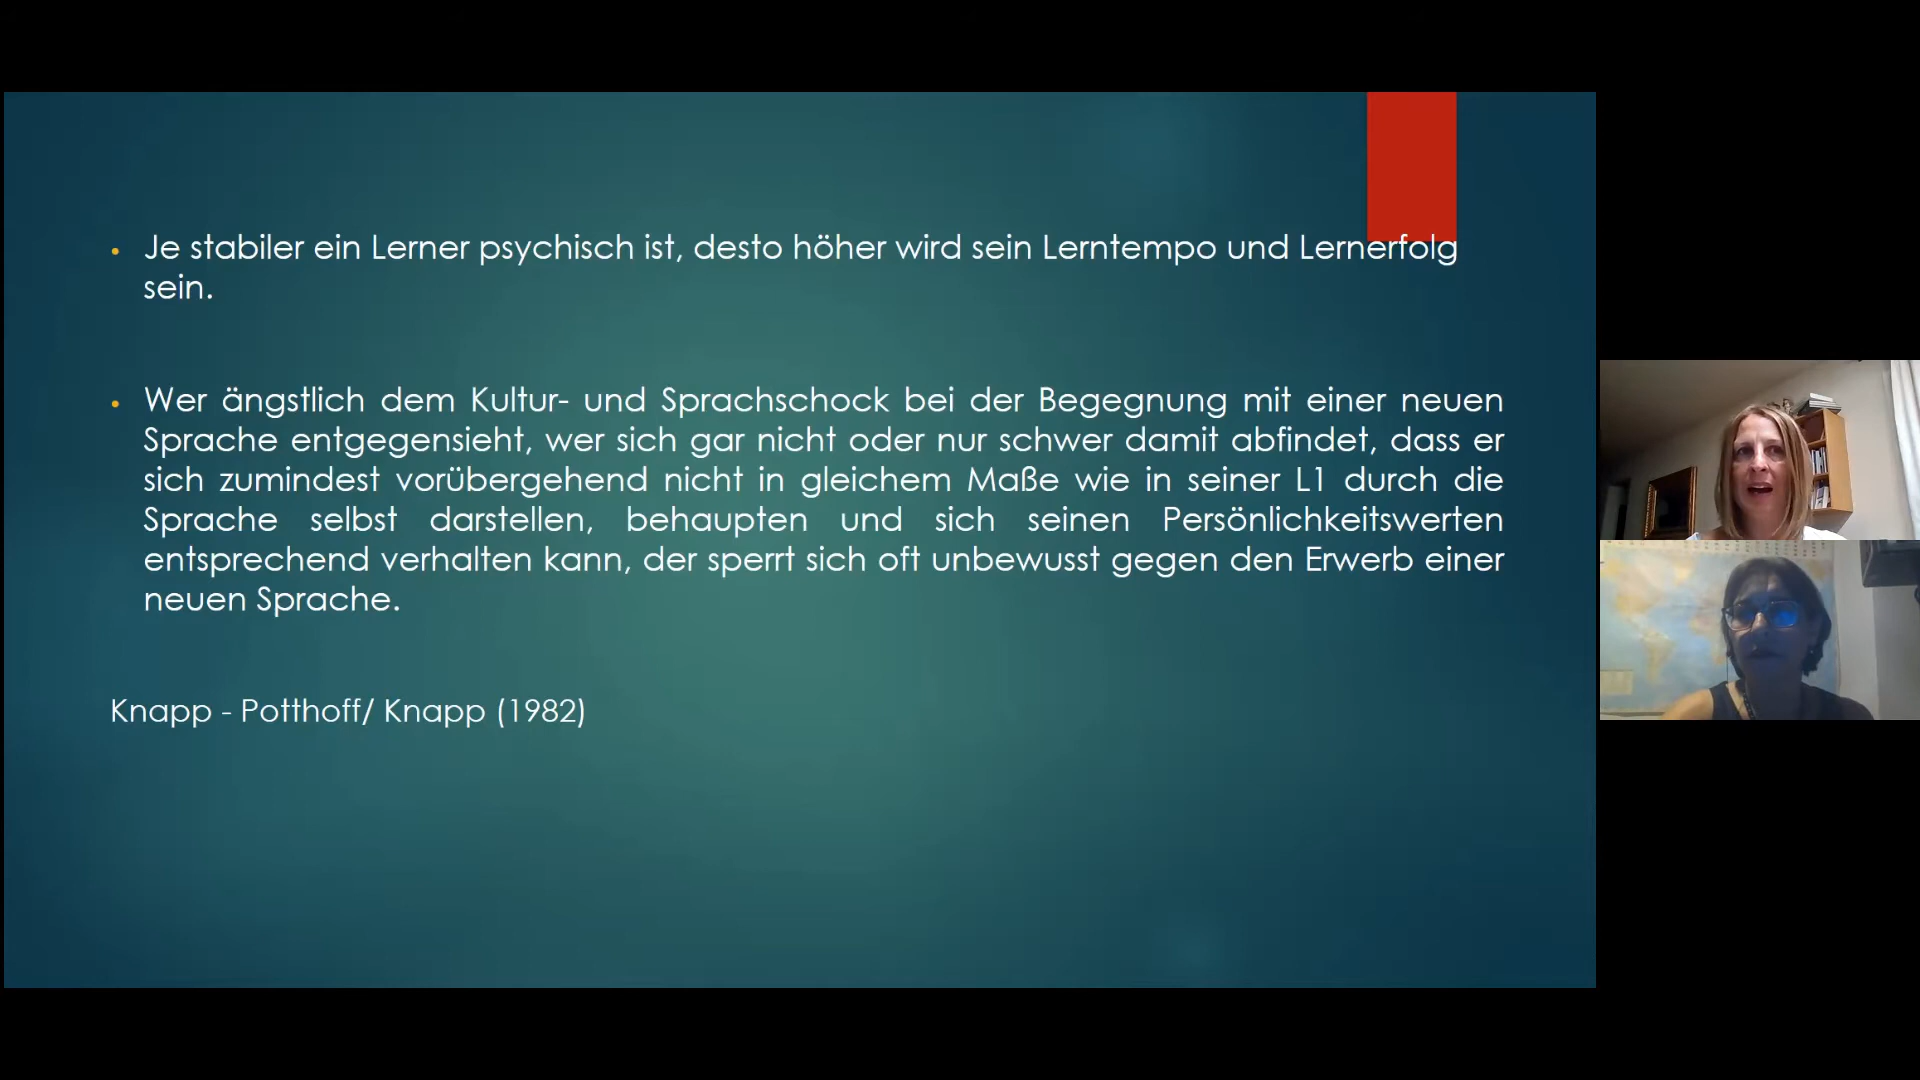 • Je stabiler ein Lerner psychisch ist, desto höher wird sein Lerntempo und Lernerfolg
sein.
• Wer ängstlich dem Kultur- und Sprachschock bei der Begegnung mit einer neuen
Sprache entgegensieht, wer sich gar nicht oder nur schwer damit abfindet, dass er
sich zumindest vorübergehend nicht in gleichem Maße wie in seiner L1 durch die
Sprache selbst darstellen, behaupten und sich seinen Persönlichkeitswerten
entsprechend verhalten kann, der sperrt sich oft unbewusst gegen den Erwerb einer
neuen Sprache.
Knapp - Potthoff/ Knapp (1982)